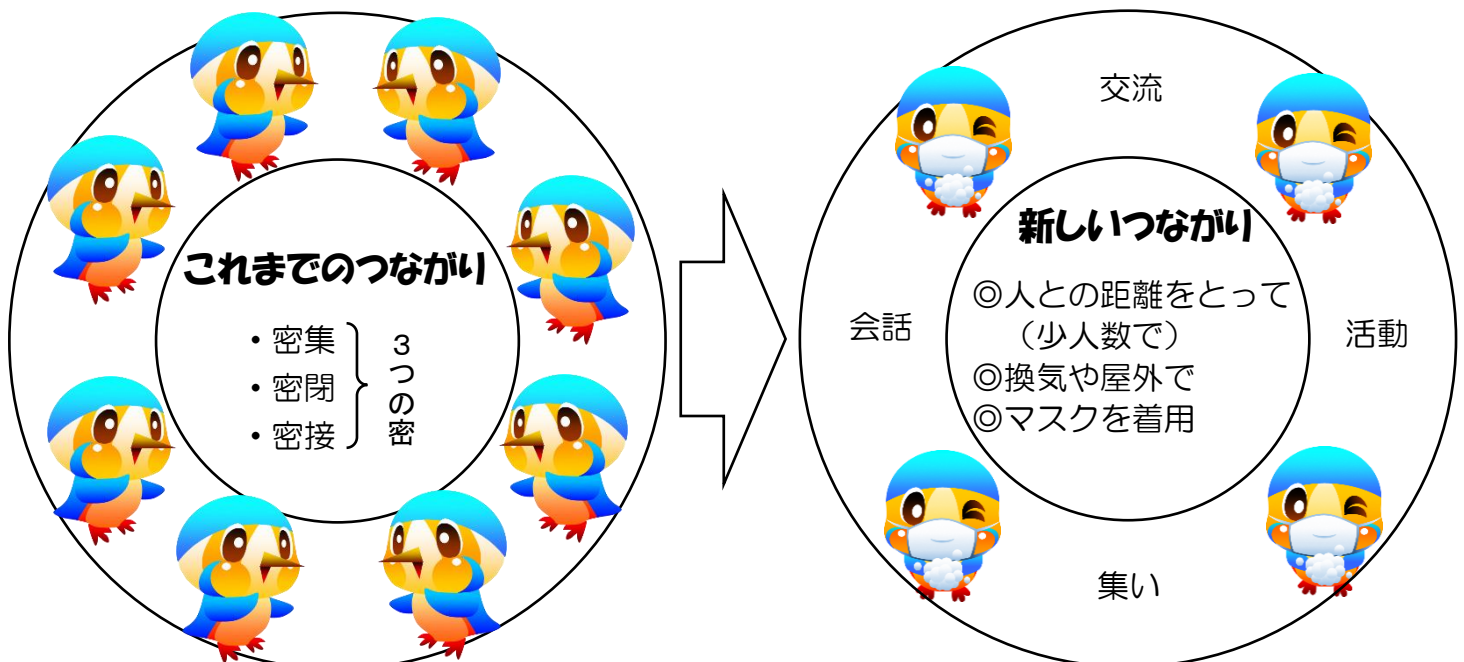 これまでのつながり
・密集
・密閉
・密接
3つの密
交流
新しいつながり
◎人との距離をとって
（少人数で）
◎換気や屋外で
◎マスクを着用
会話
活動
集い